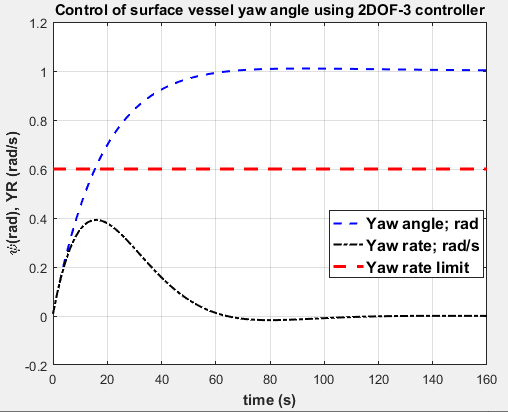 Control of surface vessel yaw angle using 2DOF-3 controller
1.2
1
0.8
0.6
0.4
0.2
0
-0.2
ψ̇(rad), YR (rad/s)
Yaw angle; rad
Yaw rate; rad/s
Yaw rate limit
0 20 40 60 80 100 120 140 160
time (s)